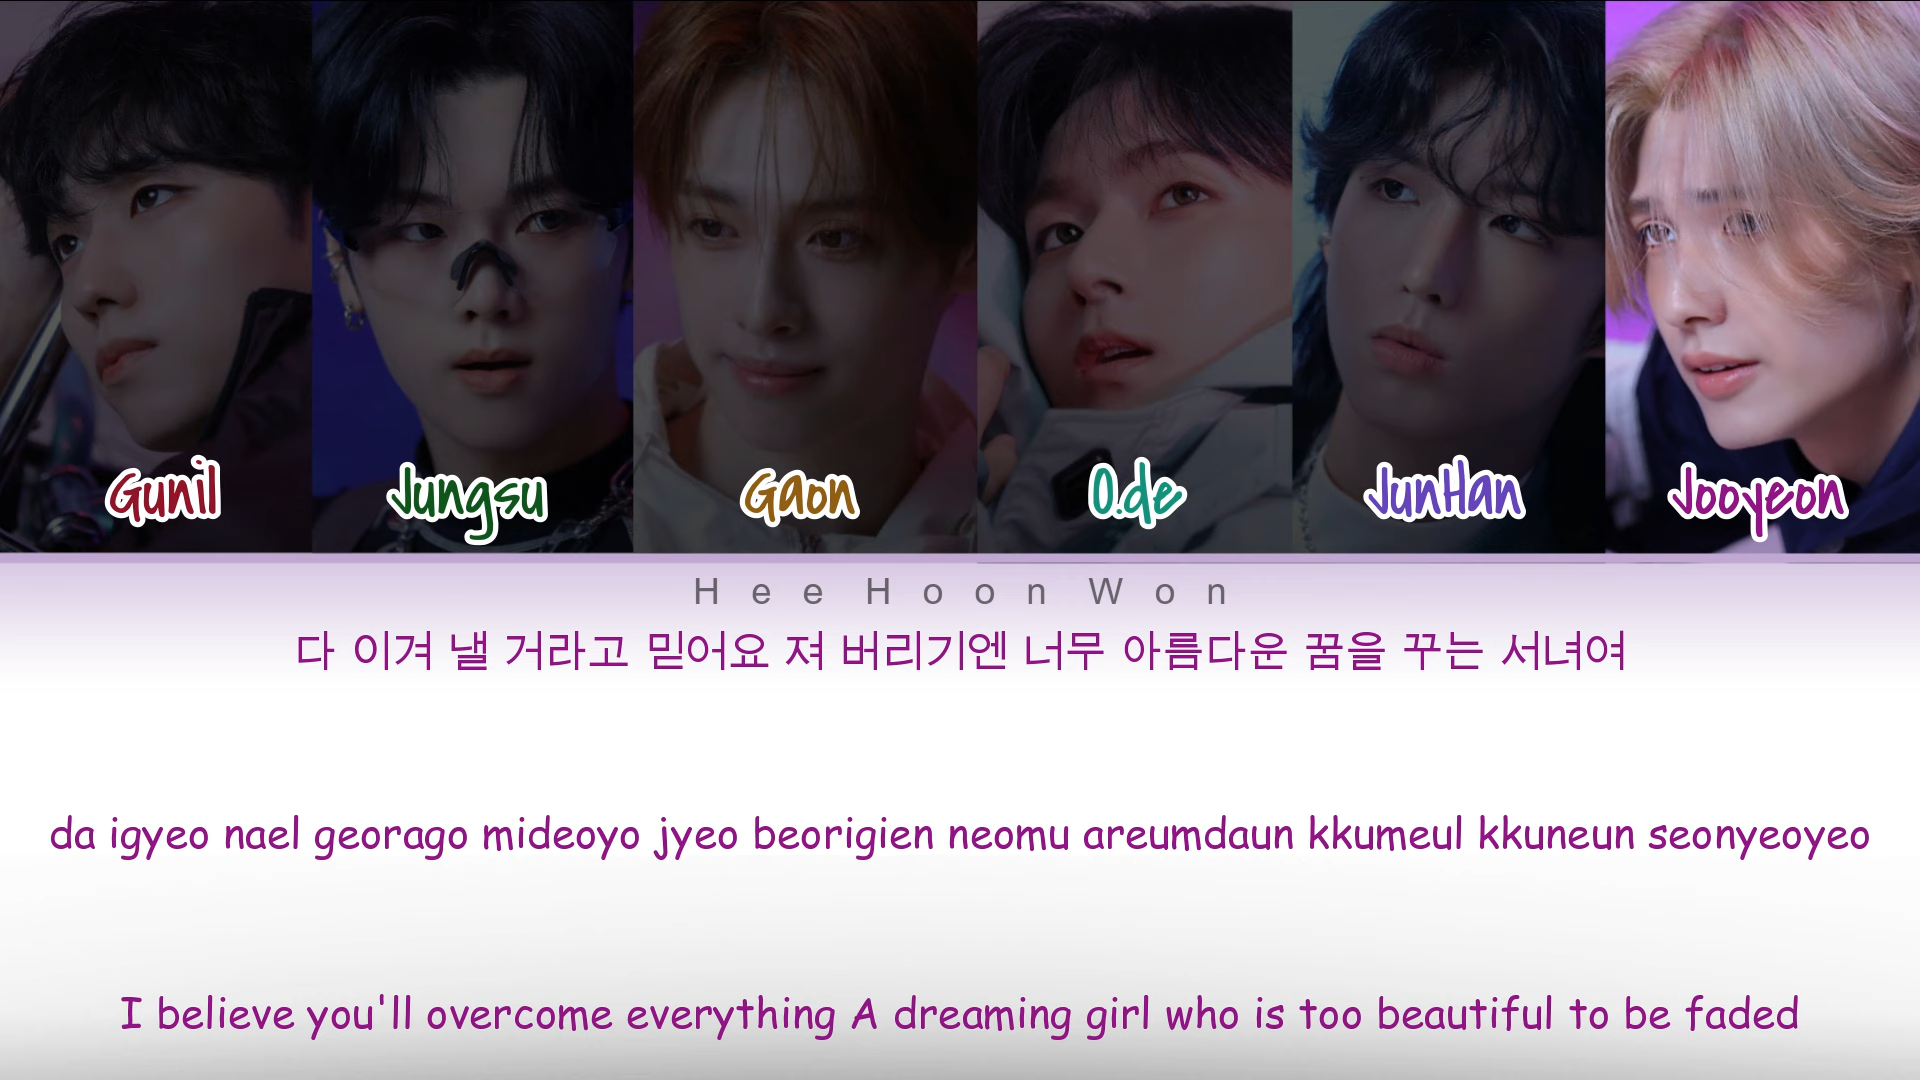 Gunil Jungsu Gaon O.de JunHan Jooyeon
Hee Hoon Won
다 이겨 낼 거라고 믿어요 져 버리기엔 너무 아름다운 꿈을 꾸는 서녀여
da igyeo nael georago mideoyo jyeo beorigien neomu areumdaun kkumeul kkuneun seonyeoyeo
I believe you'll overcome everything A dreaming girl who is too beautiful to be faded